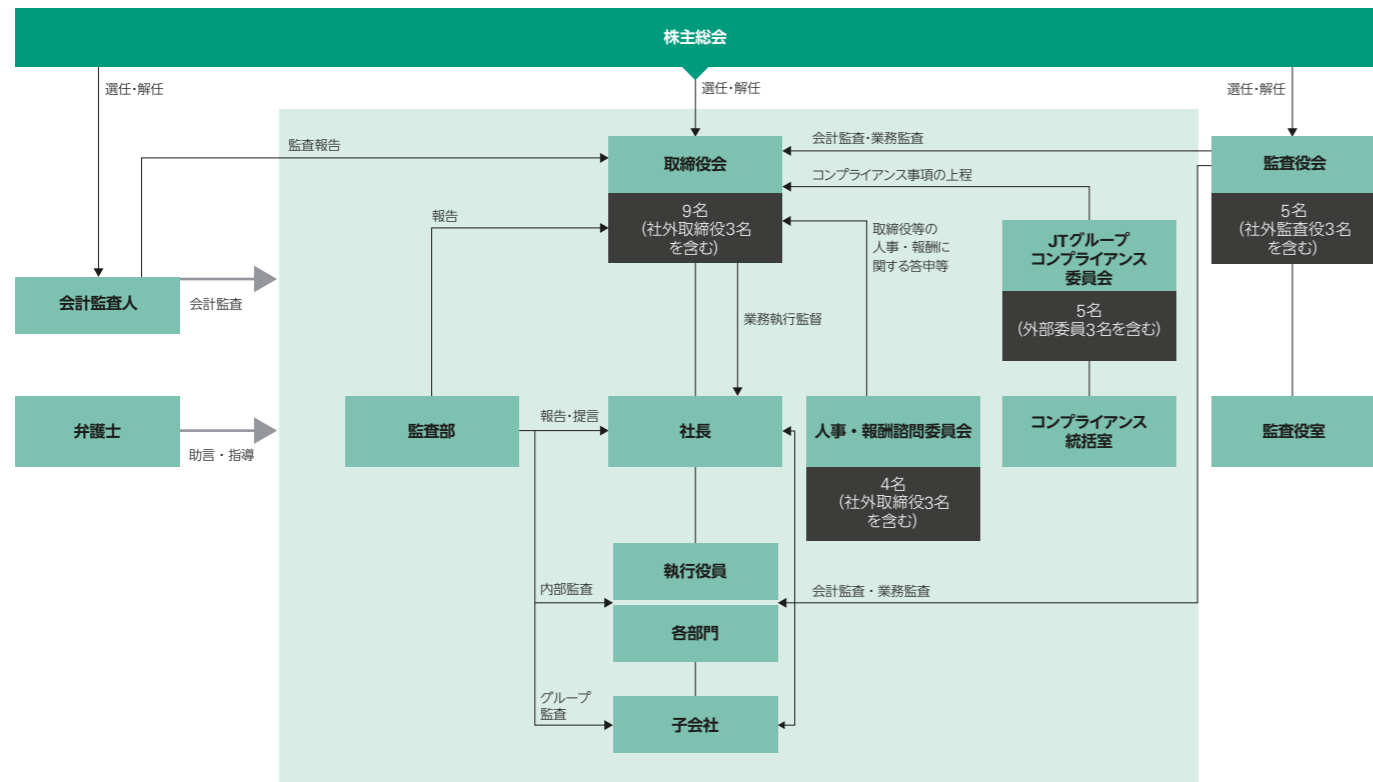 株主総会
選任・解任
選任・解任
選任・解任
監査報告
取締役会
会計監査・業務監査
監査役会
コンプライアンス事項の上程
報告
9名
(社外取締役3名
を含む)
取締役等の
人事・報酬に
関する答申等
JTグループ
コンプライアンス
委員会
5名
(社外監査役3名
を含む)
会計監査人
会計監査
業務執行監督
5名
(外部委員3名を含む)
弁護士
助言・指導
監査部
報告・提言
社長
人事・報酬諮問委員会
コンプライアンス
統括室
監査役室
4名
(社外取締役3名
を含む)
執行役員
内部監査
会計監査・業務監査
各部門
グループ
監査
子会社